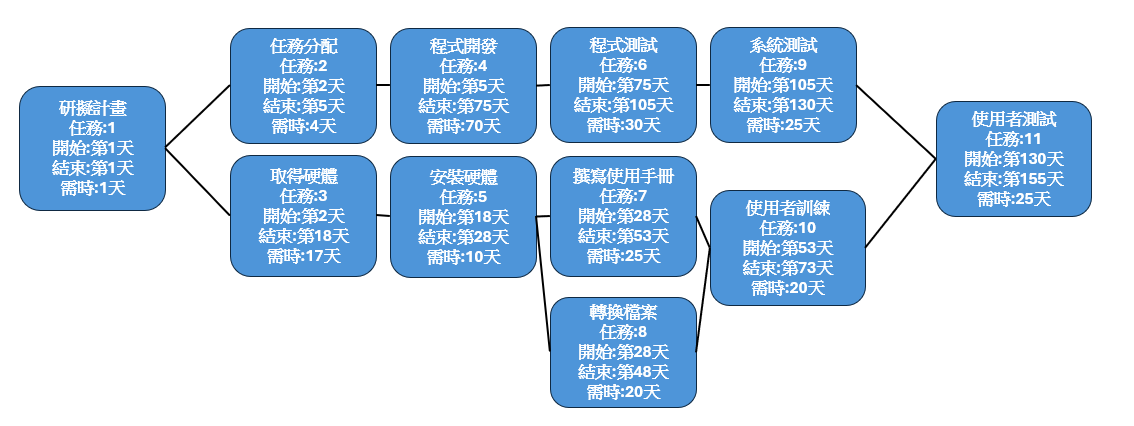 研擬計畫
任務:1
開始:第1天
結束:第1天
需時:1天
任務分配
任務:2
開始:第2天
結束:第5天
需時:4天
取得硬體
任務:3
開始:第2天
結束:第18天
需時:17天
程式開發
任務:4
開始:第5天
結束:第75天
需時:70天
安裝硬體
任務:5
開始:第18天
結束:第28天
需時:10天
程式測試
任務:6
開始:第75天
結束:第105天
需時:30天
撰寫使用手冊
任務:7
開始:第28天
結束:第53天
需時:25天
轉換檔案
任務:8
開始:第28天
結束:第48天
需時:20天
系統測試
任務:9
開始:第105天
結束:第130天
需時:25天
使用者訓練
任務:10
開始:第53天
結束:第73天
需時:20天
使用者測試
任務:11
開始:第130天
結束:第155天
需時:25天